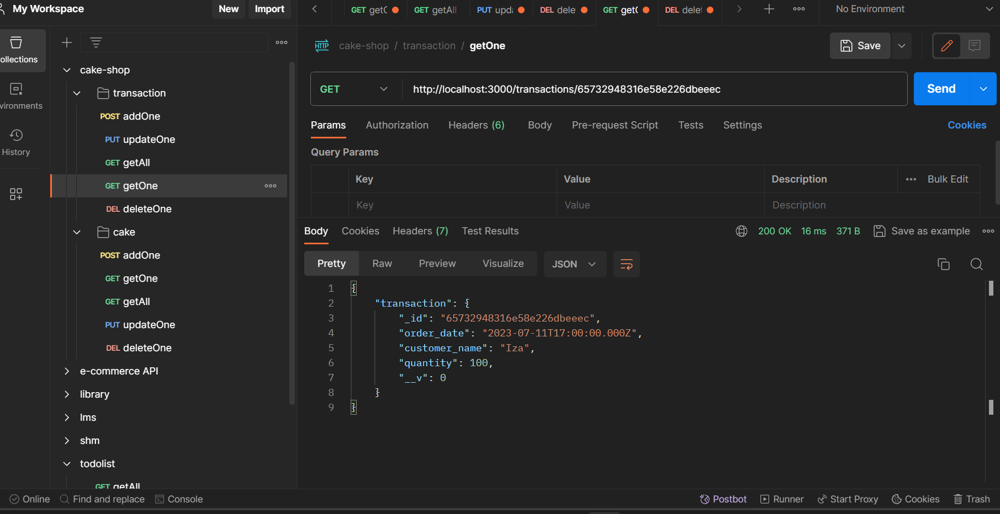 My Workspace New Import
GET getC GET getAll PUT upd DEL dele GET getC DEL delet No Environment
ollections
vironments
History
cake-shop
transaction
POST addOne
PUT updateOne
GET getAll
GET getOne
DEL deleteOne
cake
POST addOne
GET getOne
GET getAll
PUT updateOne
DEL deleteOne
e-commerce API
library
lms
shm
todolist
GET getAll
HTTP cake-shop / transaction / getOne Save
GET http://localhost:3000/transactions/65732948316e58e226dbeeec Send
Params Authorization Headers (6) Body Pre-request Script Tests Settings Cookies
Query Params
Key Value Description Bulk Edit
Key Value Description
Body Cookies Headers (7) Test Results 200 OK 16 ms 371 B Save as example
Pretty Raw Preview Visualize JSON
1 {
2 "transaction": {
3 "_id": "65732948316e58e226dbeeec",
4 "order_date": "2023-07-11T17:00:00.000Z",
5 "customer_name": "Iza",
6 "quantity": 100,
7 "__v": 0
8 }
9 }
Online Find and replace Console Postbot Runner Start Proxy Cookies Trash